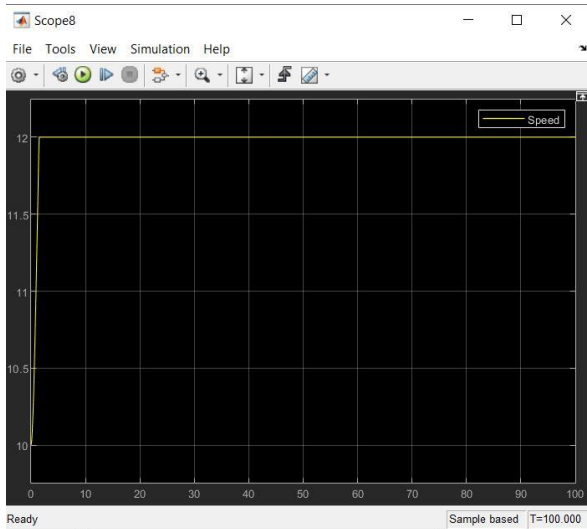 Scope8
File Tools View Simulation Help
Speed
12
11.5
11
10.5
10
0 10 20 30 40 50 60 70 80 90 100
Ready Sample based T=100.000